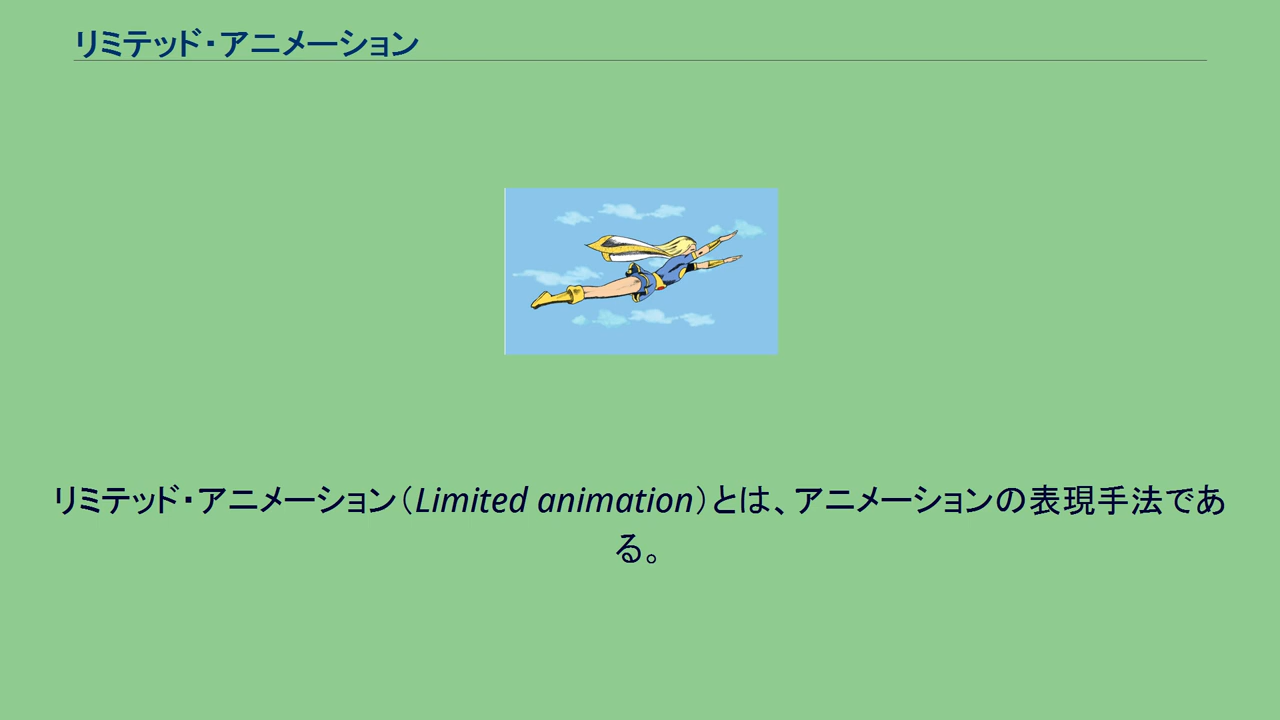 リミテッド・アニメーション
リミテッド・アニメーション（Limited animation）とは、アニメーションの表現手法であ
る。